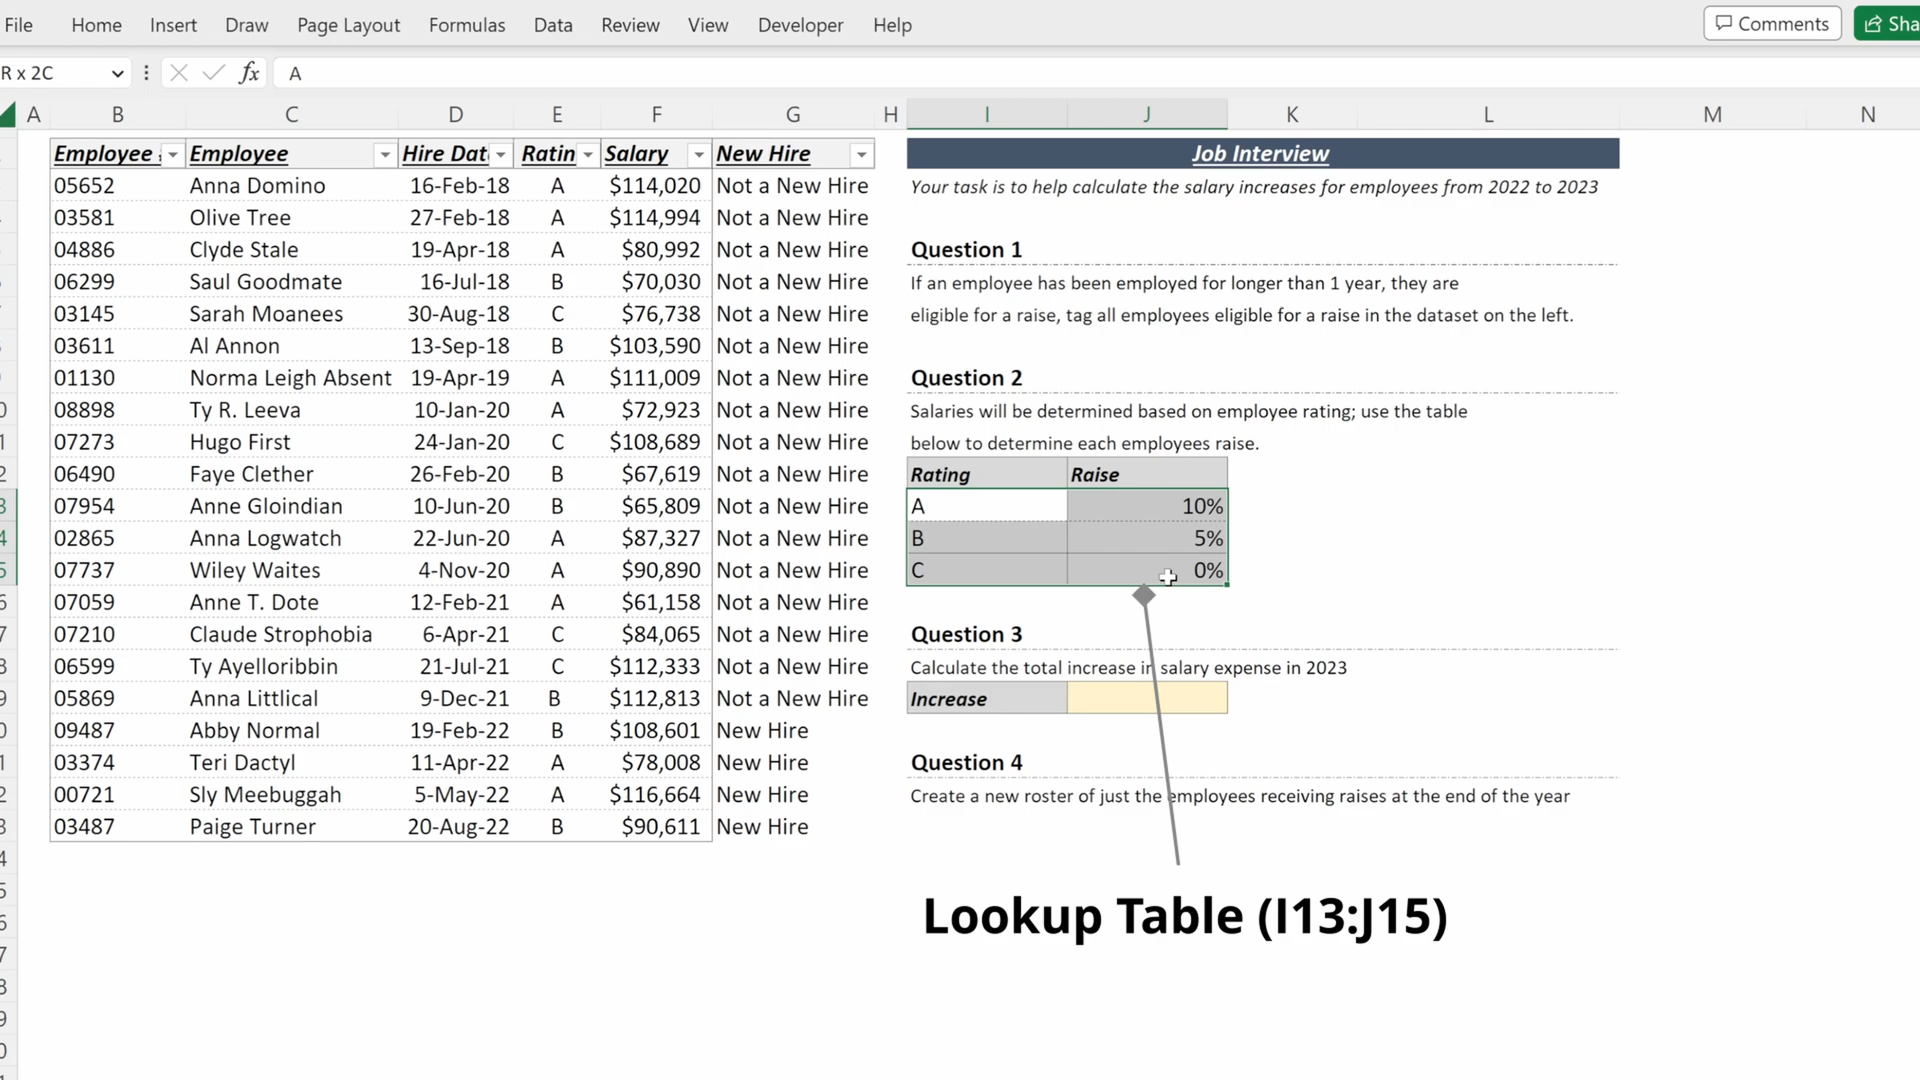 File Home Insert Draw Page Layout Formulas Data Review View Developer Help Comments Sha
R x 2C fx A
A B C D E F G H I J K L M N
Employee Employee Hire Dat Ratin Salary New Hire
05652 Anna Domino 16-Feb-18 A $114,020 Not a New Hire
03581 Olive Tree 27-Feb-18 A $114,994 Not a New Hire
04886 Clyde Stale 19-Apr-18 A $80,992 Not a New Hire
06299 Saul Goodmate 16-Jul-18 B $70,030 Not a New Hire
03145 Sarah Moanees 30-Aug-18 C $76,738 Not a New Hire
03611 Al Annon 13-Sep-18 B $103,590 Not a New Hire
01130 Norma Leigh Absent 19-Apr-19 A $111,009 Not a New Hire
08898 Ty R. Leeva 10-Jan-20 A $72,923 Not a New Hire
07273 Hugo First 24-Jan-20 C $108,689 Not a New Hire
06490 Faye Clether 26-Feb-20 B $67,619 Not a New Hire
07954 Anne Gloindian 10-Jun-20 B $65,809 Not a New Hire
02865 Anna Logwatch 22-Jun-20 A $87,327 Not a New Hire
07737 Wiley Waites 4-Nov-20 A $90,890 Not a New Hire
07059 Anne T. Dote 12-Feb-21 A $61,158 Not a New Hire
07210 Claude Strophobia 6-Apr-21 C $84,065 Not a New Hire
06599 Ty Ayelloribbin 21-Jul-21 C $112,333 Not a New Hire
05869 Anna Littlical 9-Dec-21 B $112,813 Not a New Hire
09487 Abby Normal 19-Feb-22 B $108,601 New Hire
03374 Teri Dactyl 11-Apr-22 A $78,008 New Hire
00721 Sly Meebuggah 5-May-22 A $116,664 New Hire
03487 Paige Turner 20-Aug-22 B $90,611 New Hire
Job Interview
Your task is to help calculate the salary increases for employees from 2022 to 2023
Question 1
If an employee has been employed for longer than 1 year, they are
eligible for a raise, tag all employees eligible for a raise in the dataset on the left.
Question 2
Salaries will be determined based on employee rating; use the table
below to determine each employees raise.
Rating Raise
A 10%
B 5%
C 0%
Question 3
Calculate the total increase in salary expense in 2023
Increase
Question 4
Create a new roster of just the employees receiving raises at the end of the year
Lookup Table (I13:J15)